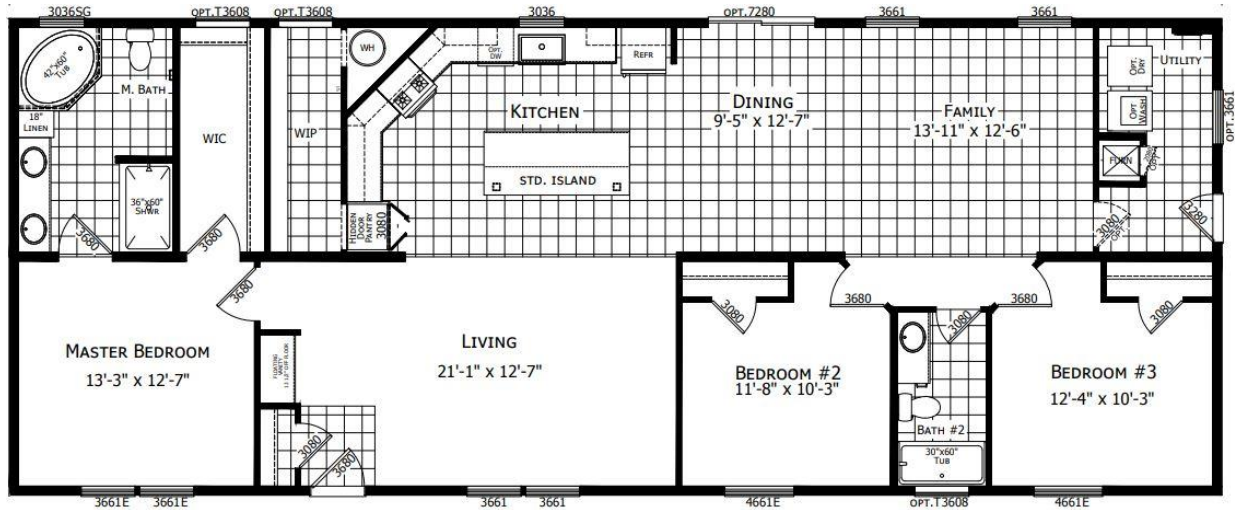 3036SG
OPT.T3608
OPT.T3608
3036
OPT.7280
3661
3661
42"x60"
TUB
M. BATH
18"
LINEN
36"x60"
SHWR
3680
WIC
3680
WIP
WH
OPT.
DW
REFR
KITCHEN
STD. ISLAND
HIDDEN
DOOR
PANTRY
3080
DINING
9'-5" x 12'-7"
FAMILY
13'-11" x 12'-6"
UTILITY
OPT.
DRY
OPT
WASH
FURN
OPT.3661
3080
OPT.
3280
3680
MASTER BEDROOM
13'-3" x 12'-7"
FLOATING
VANITY
LIVING
21'-1" x 12'-7"
3080
3680
3080
BEDROOM #2
11'-8" x 10'-3"
3680
3080
3680
BATH #2
30"x60"
TUB
3080
BEDROOM #3
12'-4" x 10'-3"
3661E
3661E
3661
3661
4661E
OPT.T3608
4661E